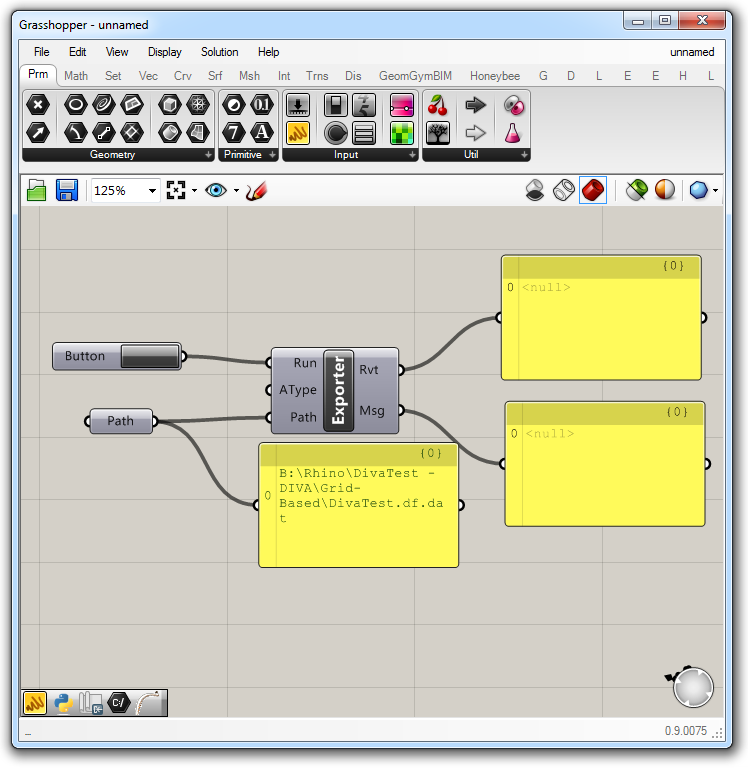 Grasshopper - unnamed
File Edit View Display Solution Help unnamed
Prm Math Set Vec Crv Srf Msh Int Trns Dis GeomGymBIM Honeybee G D L E E H L
0.1
7 A
Geometry Primitive Input Util
125%
{0}
0 <null>
Button
Run
AType
Path
Exporter
Rvt
Msg
Path
{0}
0 <null>
{0}
0
B:\Rhino\DivaTest -
DIVA\Grid-
Based\DivaTest.df.da
t
C:/
0.9.0075